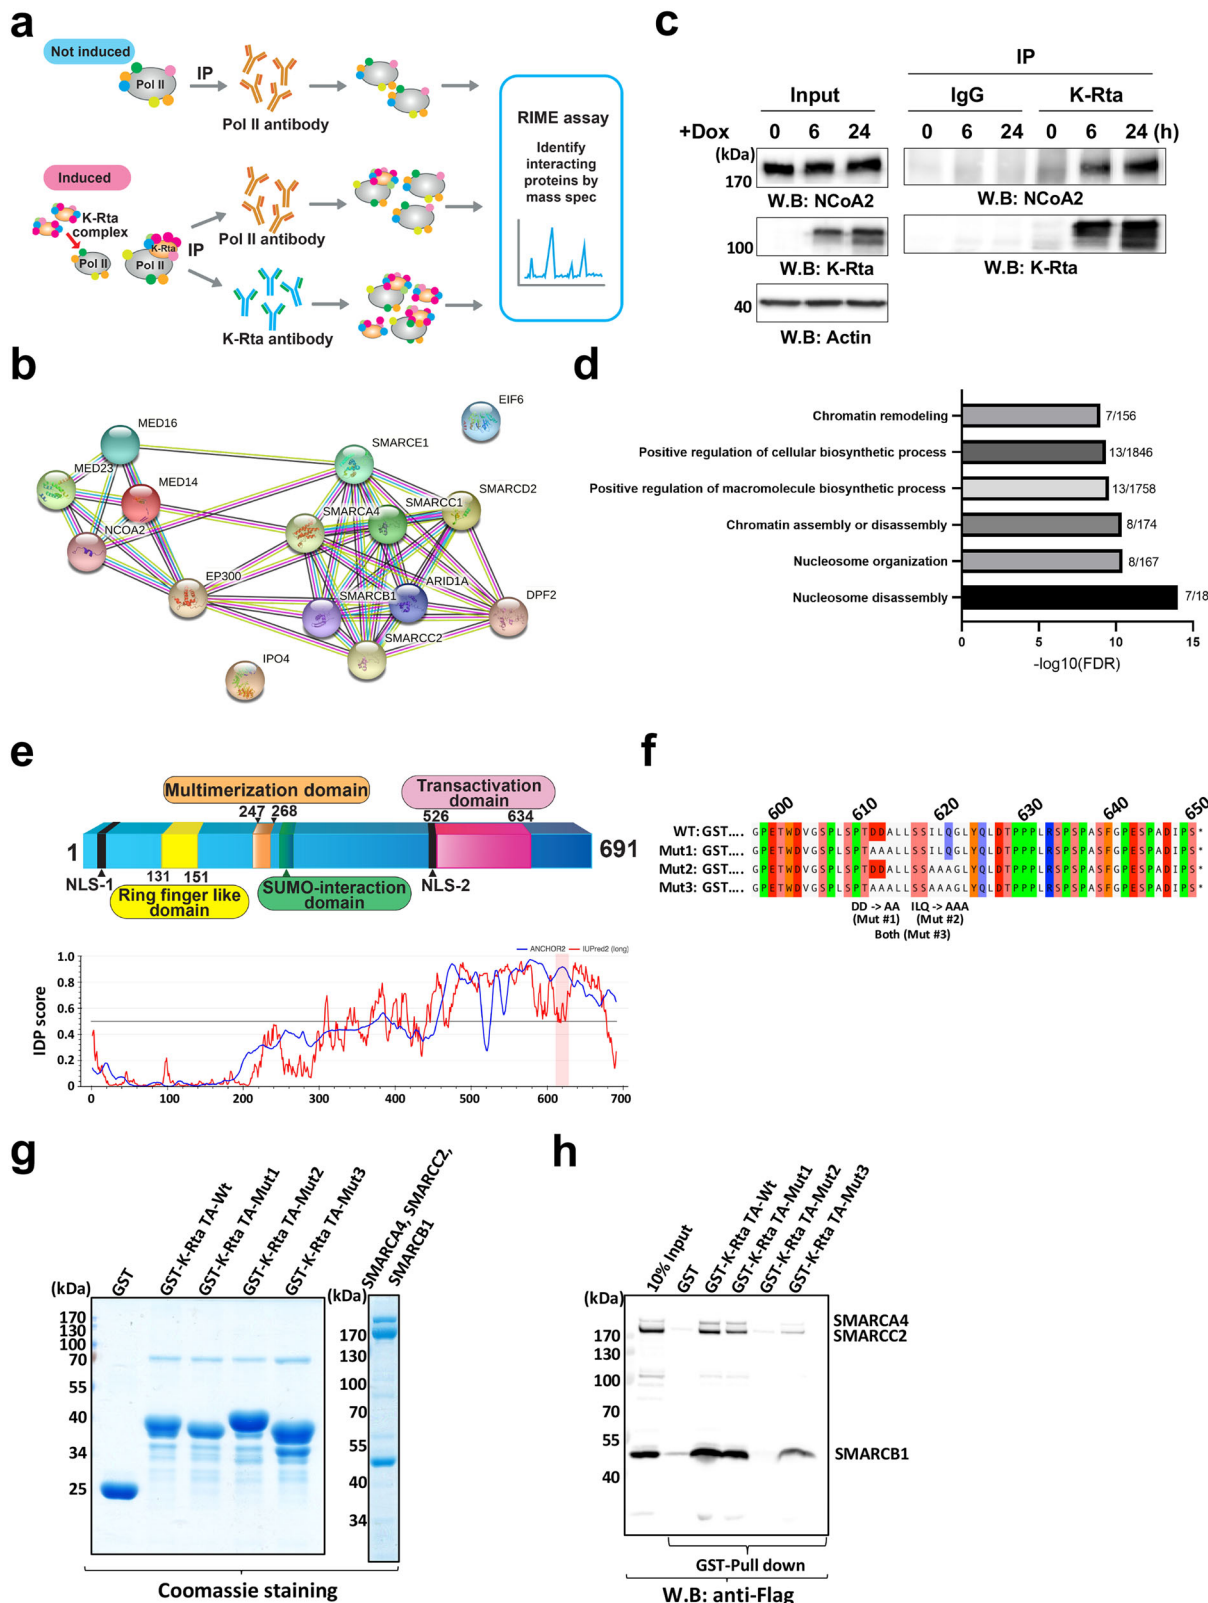 a
Not induced
Pol II
IP
Pol II antibody
Induced
K-Rta
complex
Pol II
K-Rta
Pol II
IP
Pol II antibody
K-Rta antibody
RIME assay
Identify
interacting
proteins by
mass spec
c
IP
Input
IgG
K-Rta
+Dox
0 6 24
0 6 24
0 6 24 (h)
(kDa)
170
W.B: NCoA2
W.B: NCoA2
100
W.B: K-Rta
W.B: K-Rta
40
W.B: Actin
b
EIF6
MED16
SMARCE1
MED23
MED14
SMARCD2
SMARCC1
SMARCA4
NCOA2
EP300
ARID1A
SMARCB1
DPF2
SMARCC2
IPO4
d
Chromatin remodeling
7/156
Positive regulation of cellular biosynthetic process
13/1846
Positive regulation of macromolecule biosynthetic process
13/1758
Chromatin assembly or disassembly
8/174
Nucleosome organization
8/167
Nucleosome disassembly
7/18
0 5 10 15
-log10(FDR)
e
Multimerization domain
Transactivation
domain
247 268
526 634
1
691
NLS-1
131 151
NLS-2
Ring finger like
domain
SUMO-interaction
domain
ANCHOR2
IUPred2 (long)
IDP score
1.0
0.8
0.6
0.4
0.2
0
0 100 200 300 400 500 600 700
f
600 610 620 630 640 650
WT: GST.... GPETWDVGSPLSPTDDALLSSILQGLYQLDTPPPLRSPSPASFGPESPADIPS*
Mut1: GST.... GPETWDVGSPLSPTAAALLSSILQGLYQLDTPPPLRSPSPASFGPESPADIPS*
Mut2: GST.... GPETWDVGSPLSPTDDALLSSAAAGLYQLDTPPPLRSPSPASFGPESPADIPS*
Mut3: GST.... GPETWDVGSPLSPTAAALLSSAAAGLYQLDTPPPLRSPSPASFGPESPADIPS*
DD -> AA ILQ -> AAA
(Mut #1) (Mut #2)
Both (Mut #3)
g
(kDa)
GST
GST-K-Rta TA-Wt
GST-K-Rta TA-Mut1
GST-K-Rta TA-Mut2
GST-K-Rta TA-Mut3
170
130
100
70
55
40
34
25
(kDa)
SMARCA4, SMARCC2,
SMARCB1
170
130
100
70
55
40
34
Coomassie staining
h
(kDa)
10% Input
GST
GST-K-Rta TA-Wt
GST-K-Rta TA-Mut1
GST-K-Rta TA-Mut2
GST-K-Rta TA-Mut3
170
130
100
70
55
40
SMARCA4
SMARCC2
SMARCB1
GST-Pull down
W.B: anti-Flag